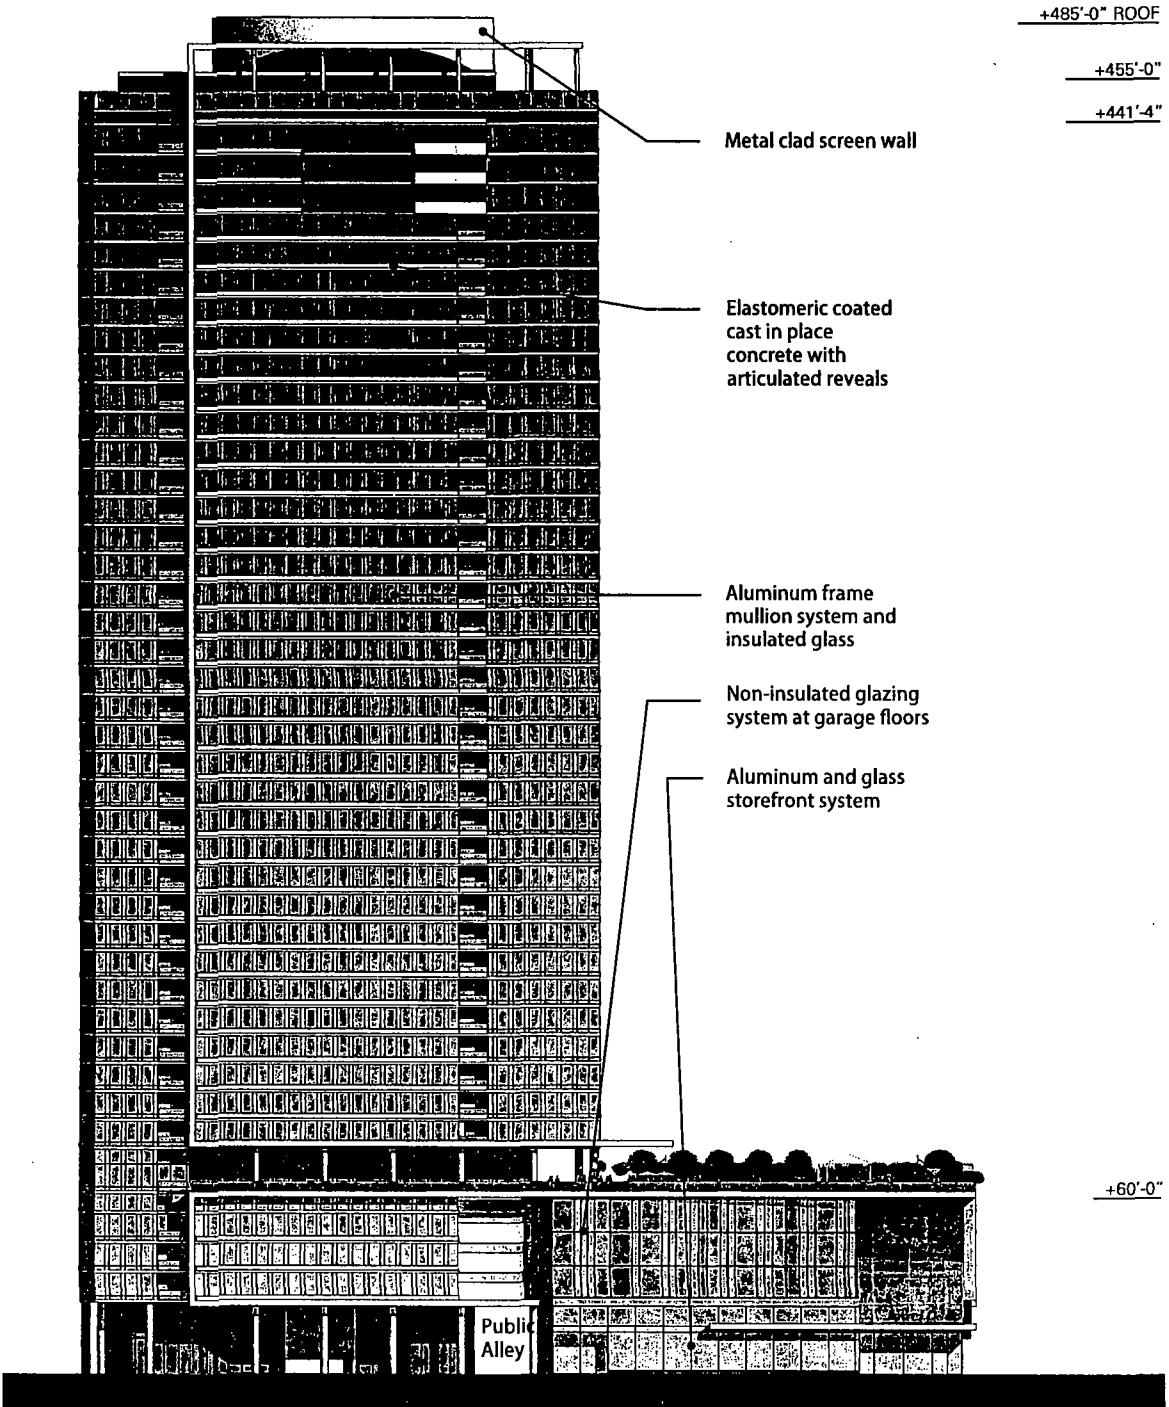 +485'-0" ROOF
+455'-0"
+441'-4"
Metal clad screen wall
Elastomeric coated
cast in place
concrete with
articulated reveals
Aluminum frame
mullion system and
insulated glass
Non-insulated glazing
system at garage floors
Aluminum and glass
storefront system
+60'-0"
Public
Alley